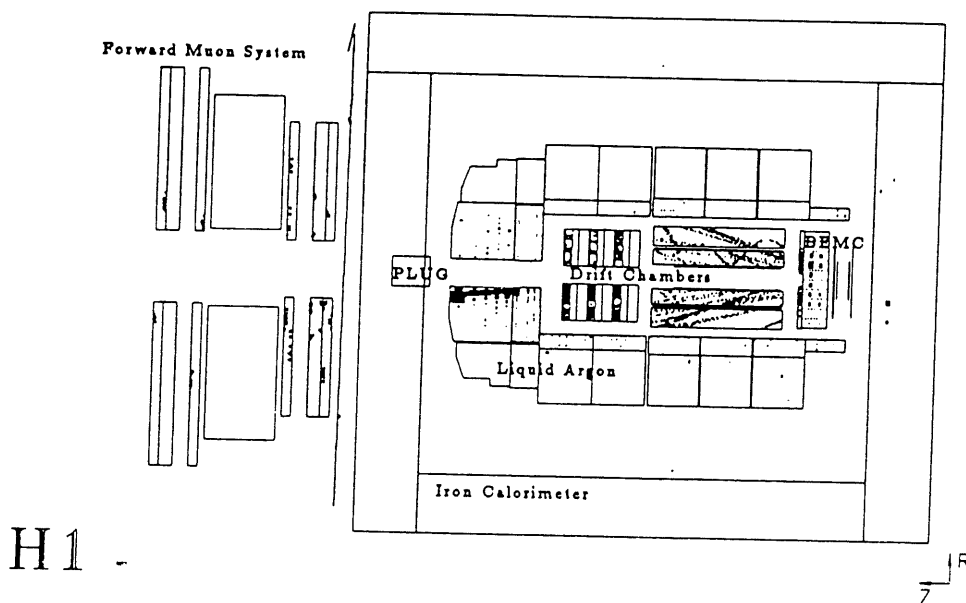 Forward Muon System
BEMC
PLUG
Drift Chambers
Liquid Argon
Iron Calorimeter
H1
R
Z